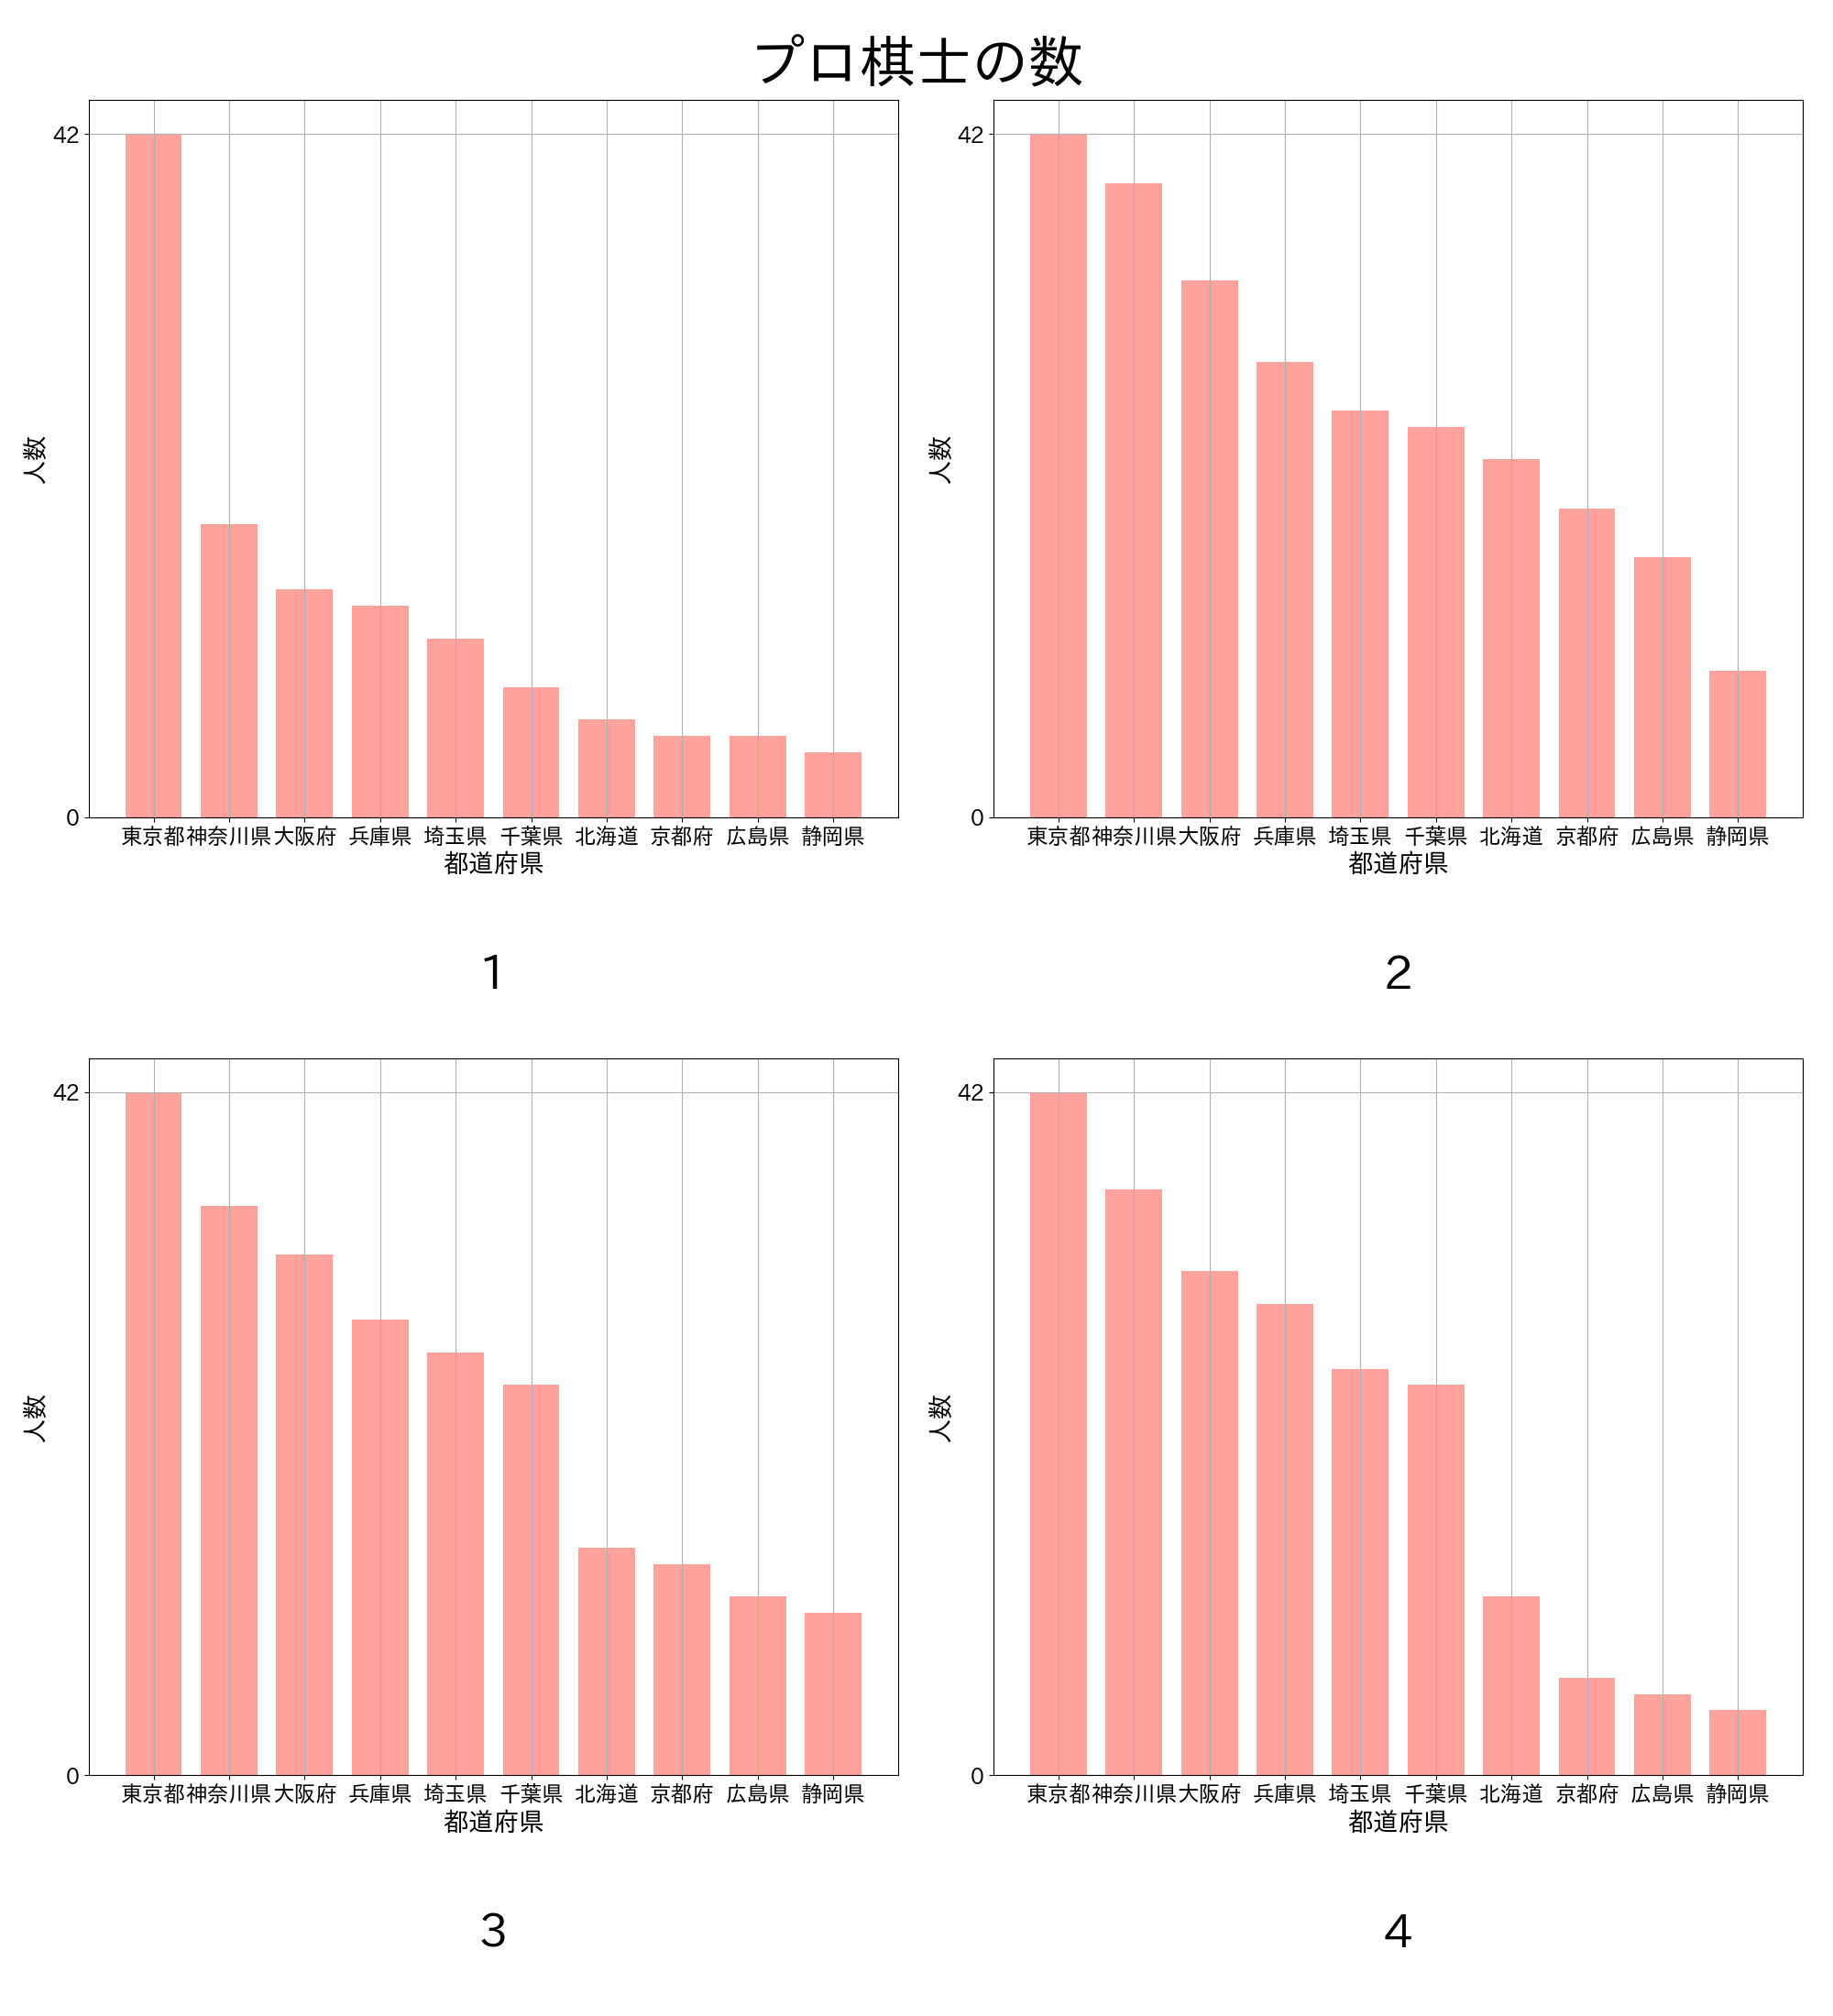 プロ棋士の数
42
0
人数
東京都 神奈川県 大阪府 兵庫県 埼玉県 千葉県 北海道 京都府 広島県 静岡県
都道府県
1
42
0
人数
東京都 神奈川県 大阪府 兵庫県 埼玉県 千葉県 北海道 京都府 広島県 静岡県
都道府県
2
42
0
人数
東京都 神奈川県 大阪府 兵庫県 埼玉県 千葉県 北海道 京都府 広島県 静岡県
都道府県
3
42
0
人数
東京都 神奈川県 大阪府 兵庫県 埼玉県 千葉県 北海道 京都府 広島県 静岡県
都道府県
4